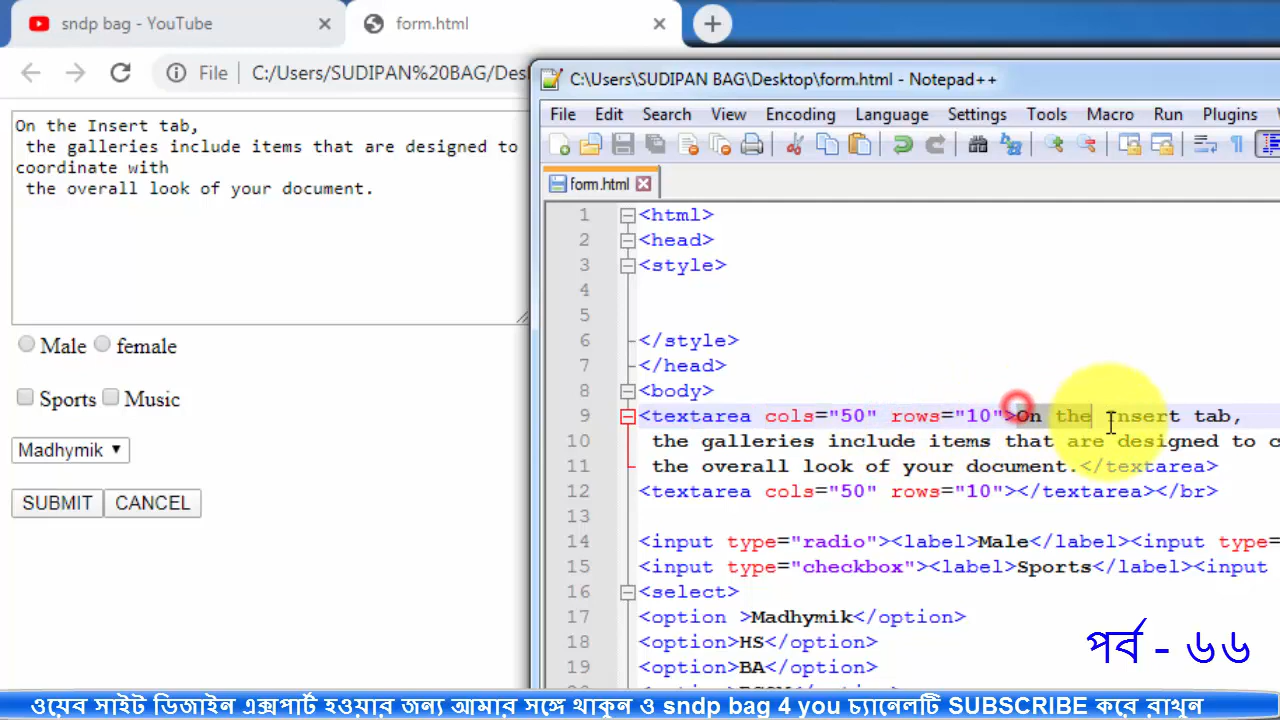 sndp bag - YouTube
form.html
File
C:/Users/SUDIPAN%20BAG/Des
On the Insert tab,
the galleries include items that are designed to
coordinate with
the overall look of your document.
Male female
Sports Music
Madhymik
SUBMIT CANCEL
C:\Users\SUDIPAN BAG\Desktop\form.html - Notepad++
File Edit Search View Encoding Language Settings Tools Macro Run Plugins
form.html
1 <html>
2 <head>
3 <style>
4
5
6 </style>
7 </head>
8 <body>
9 <textarea cols="50" rows="10">On the Insert tab,
10 the galleries include items that are designed to c
11 the overall look of your document.</textarea>
12 <textarea cols="50" rows="10"></textarea></br>
13
14 <input type="radio"><label>Male</label><input type=
15 <input type="checkbox"><label>Sports</label><input
16 <select>
17 <option >Madhymik</option>
18 <option>HS</option>
19 <option>BA</option>
পর্ব - ৬৬
ওয়েব সাইট ডিজাইন এক্সপার্ট হওয়ার জন্য আমার সঙ্গে থাকুন ও sndp bag 4 you চ্যানেলটি SUBSCRIBE করে রাখুন